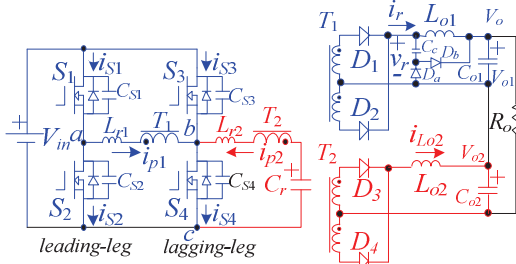 S1 iS1 CS1
S3 iS3 CS3
Vin a Lr1 T1 b Lr2 T2
ip1 ip2
S2 CS2 iS2
S4 CS4 iS4 Cr
c
leading-leg lagging-leg
T1 ir Lo1 Vo
D1 vr + - Cc Db Da Co1 Vo1
D2 Ro
T2 iLo2 Vo2
D3 Lo2 Co2
D4